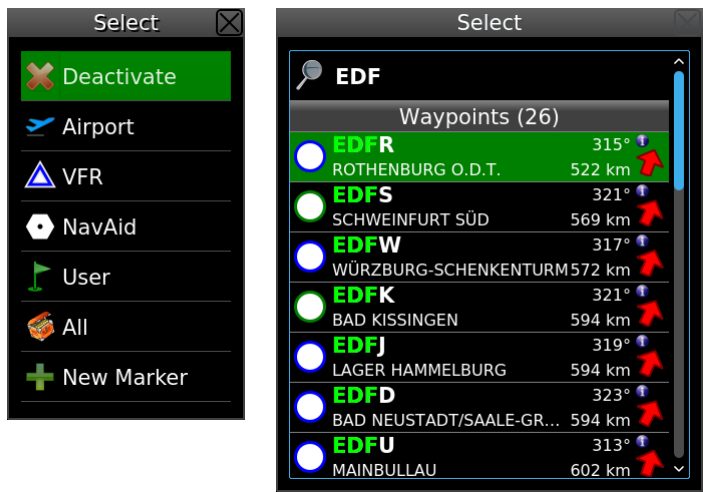 Select
Deactivate
Airport
VFR
NavAid
User
All
New Marker
Select
EDF
Waypoints (26)
EDFR 315°
ROTHENBURG O.D.T. 522 km
EDFS 321°
SCHWEINFURT SÜD 569 km
EDFW 317°
WÜRZBURG-SCHENKENTURM 572 km
EDFK 321°
BAD KISSINGEN 594 km
EDFJ 319°
LAGER HAMMELBURG 594 km
EDFD 323°
BAD NEUSTADT/SAALE-GR... 594 km
EDFU 313°
MAINBULLAU 602 km